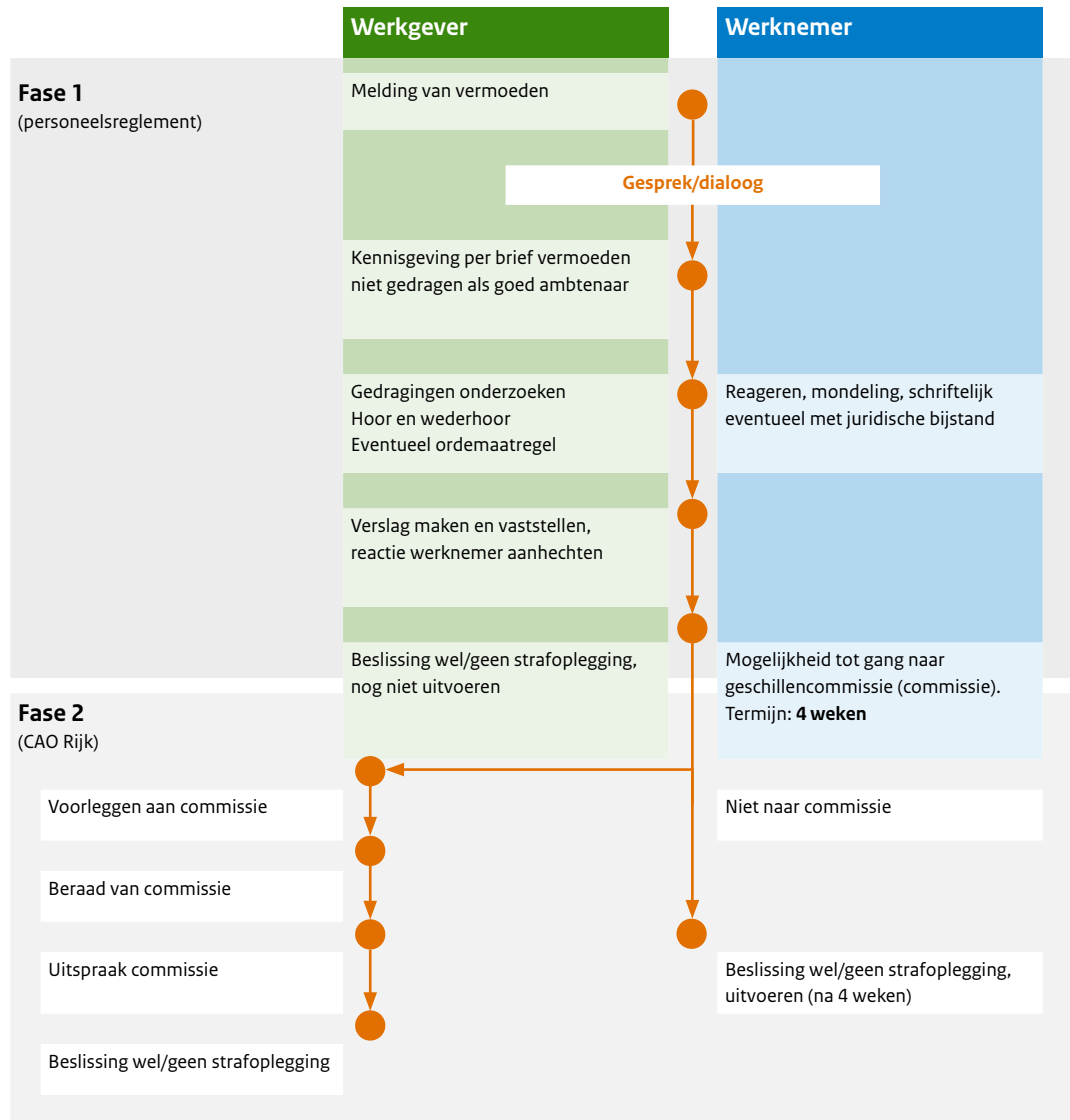 Werkgever
Werknemer
Fase 1
(personeelsreglement)
Melding van vermoeden
Gesprek/dialoog
Kennisgeving per brief vermoeden
niet gedragen als goed ambtenaar
Gedragingen onderzoeken
Hoor en wederhoor
Eventueel ordemaatregel
Reageren, mondeling, schriftelijk
eventueel met juridische bijstand
Verslag maken en vaststellen,
reactie werknemer aanhechten
Beslissing wel/geen strafoplegging,
nog niet uitvoeren
Mogelijkheid tot gang naar
geschillencommissie (commissie).
Termijn: 4 weken
Fase 2
(CAO Rijk)
Voorleggen aan commissie
Niet naar commissie
Beraad van commissie
Uitspraak commissie
Beslissing wel/geen strafoplegging,
uitvoeren (na 4 weken)
Beslissing wel/geen strafoplegging